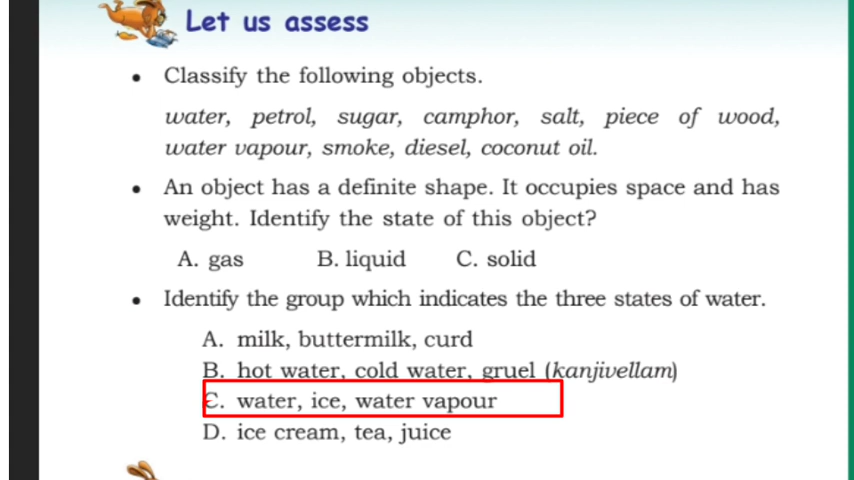 Let us assess
• Classify the following objects.
water, petrol, sugar, camphor, salt, piece of wood,
water vapour, smoke, diesel, coconut oil.
• An object has a definite shape. It occupies space and has
weight. Identify the state of this object?
A. gas B. liquid C. solid
• Identify the group which indicates the three states of water.
A. milk, buttermilk, curd
B. hot water, cold water, gruel (kanjivellam)
C. water, ice, water vapour
D. ice cream, tea, juice